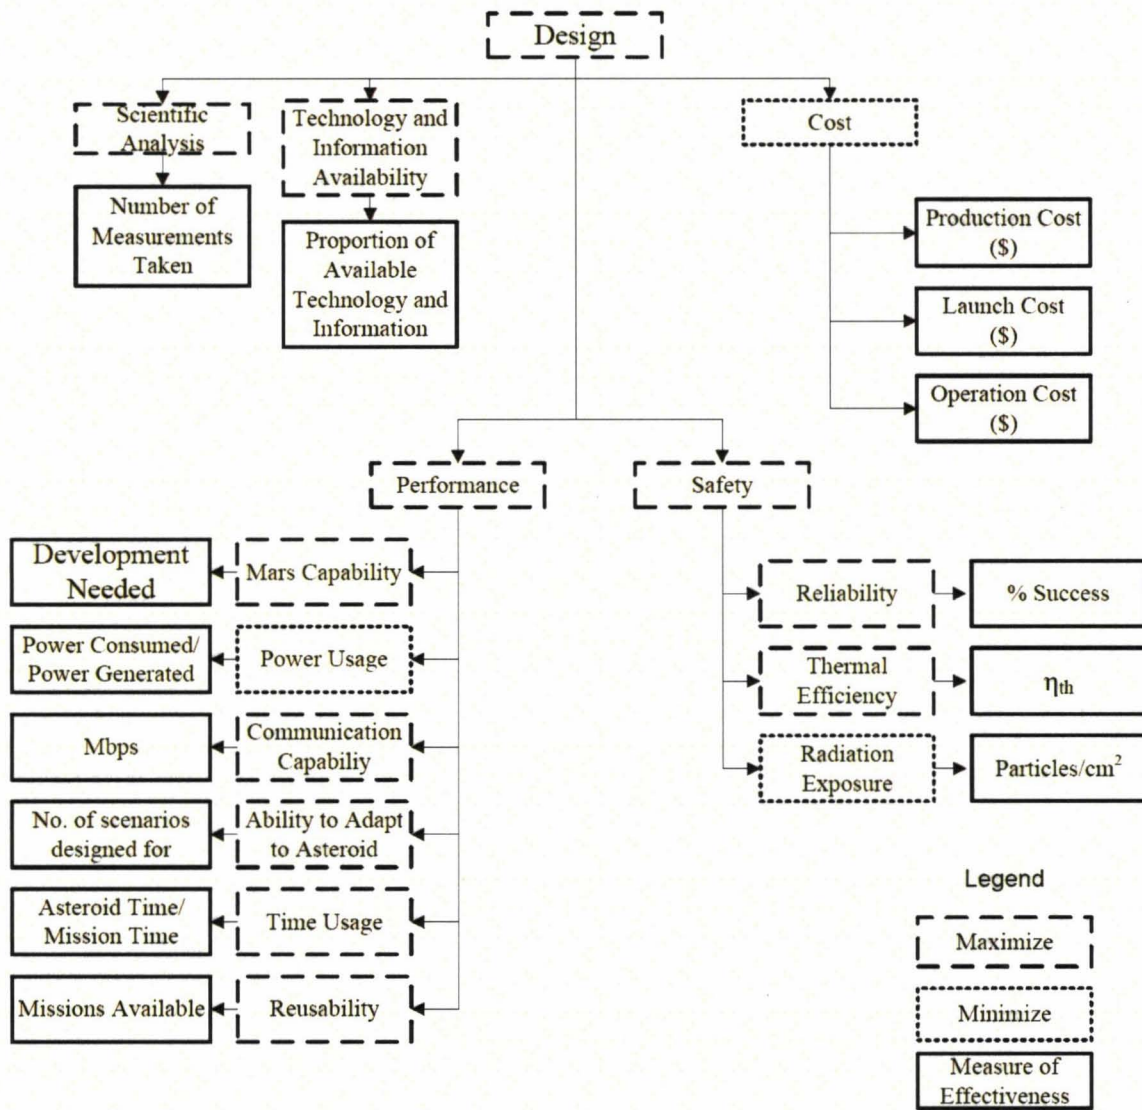 Design
Scientific
Analysis
Technology and
Information
Availability
Cost
Number of
Measurements
Taken
Proportion of
Available
Technology and
Information
Production Cost
($)
Launch Cost
($)
Operation Cost
($)
Performance
Safety
Development
Needed
Mars Capability
Power Consumed/
Power Generated
Power Usage
Mbps
Communication
Capabiliy
No. of scenarios
designed for
Ability to Adapt
to Asteroid
Asteroid Time/
Mission Time
Time Usage
Missions Available
Reusability
Reliability
% Success
Thermal
Efficiency
ηth
Radiation
Exposure
Particles/cm²
Legend
Maximize
Minimize
Measure of
Effectiveness